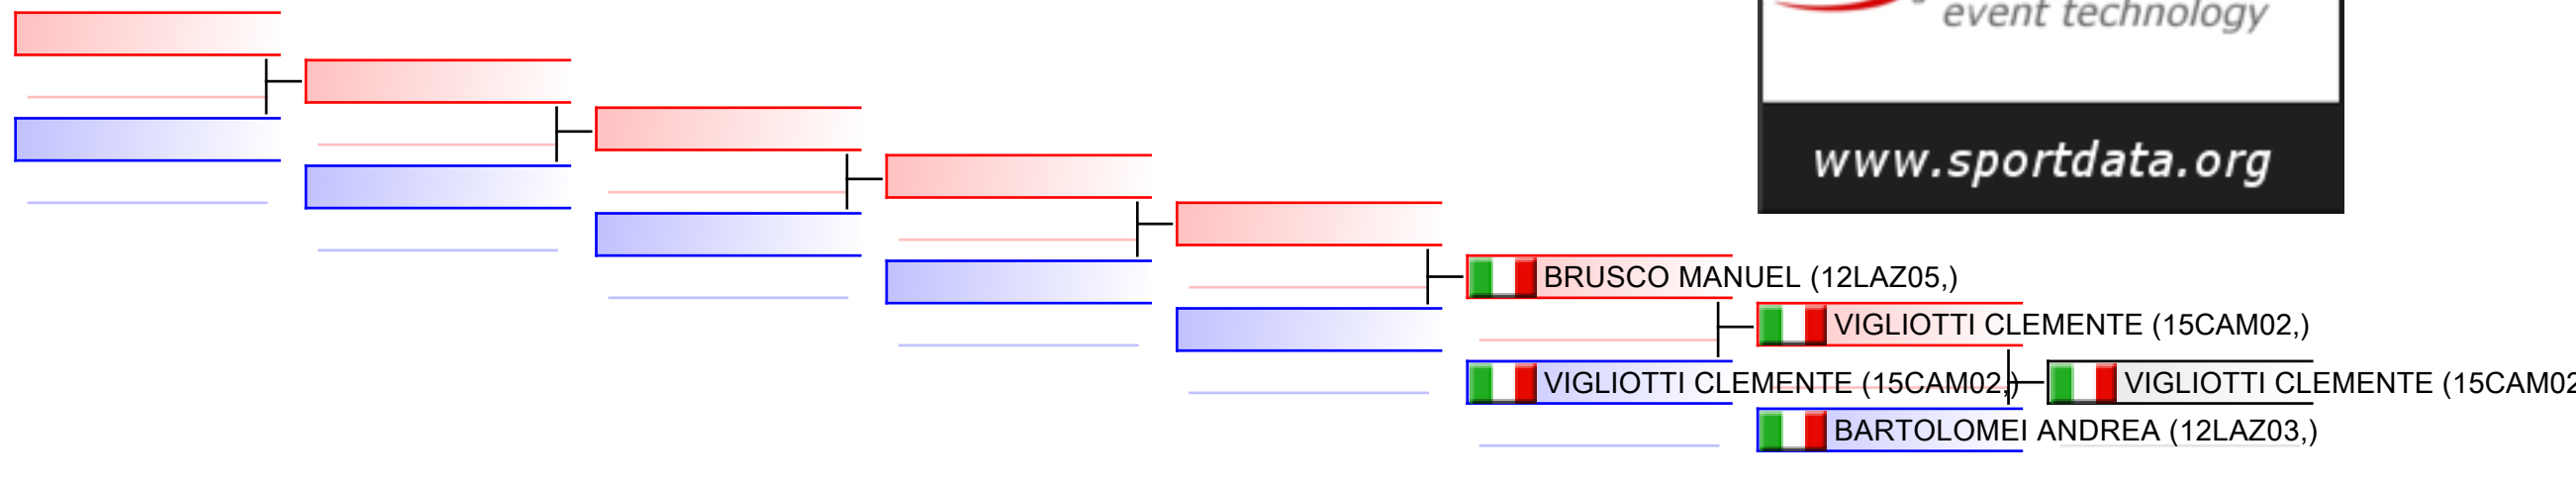 event technology
www.sportdata.org
BRUSCO MANUEL (12LAZ05,)
VIGLIOTTI CLEMENTE (15CAM02,)
VIGLIOTTI CLEMENTE (15CAM02,)
VIGLIOTTI CLEMENTE (15CAM02
BARTOLOMEI ANDREA (12LAZ03,)